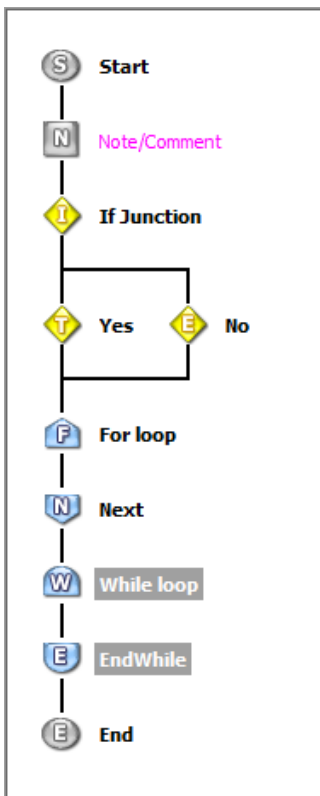 S Start
N Note/Comment
I If Junction
T Yes E No
F For loop
N Next
W While loop
E EndWhile
E End